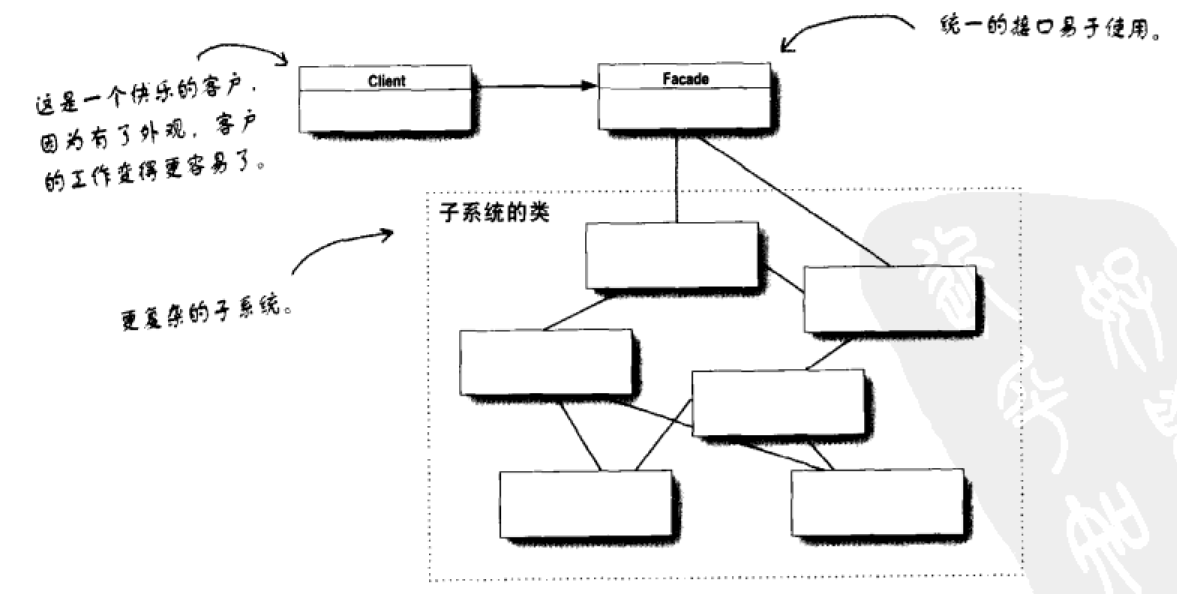 统一的接口易于使用。
Client
Facade
这是一个快乐的客户，
因为有了外观，客户
的工作变得更容易了。
子系统的类
更复杂的子系统。